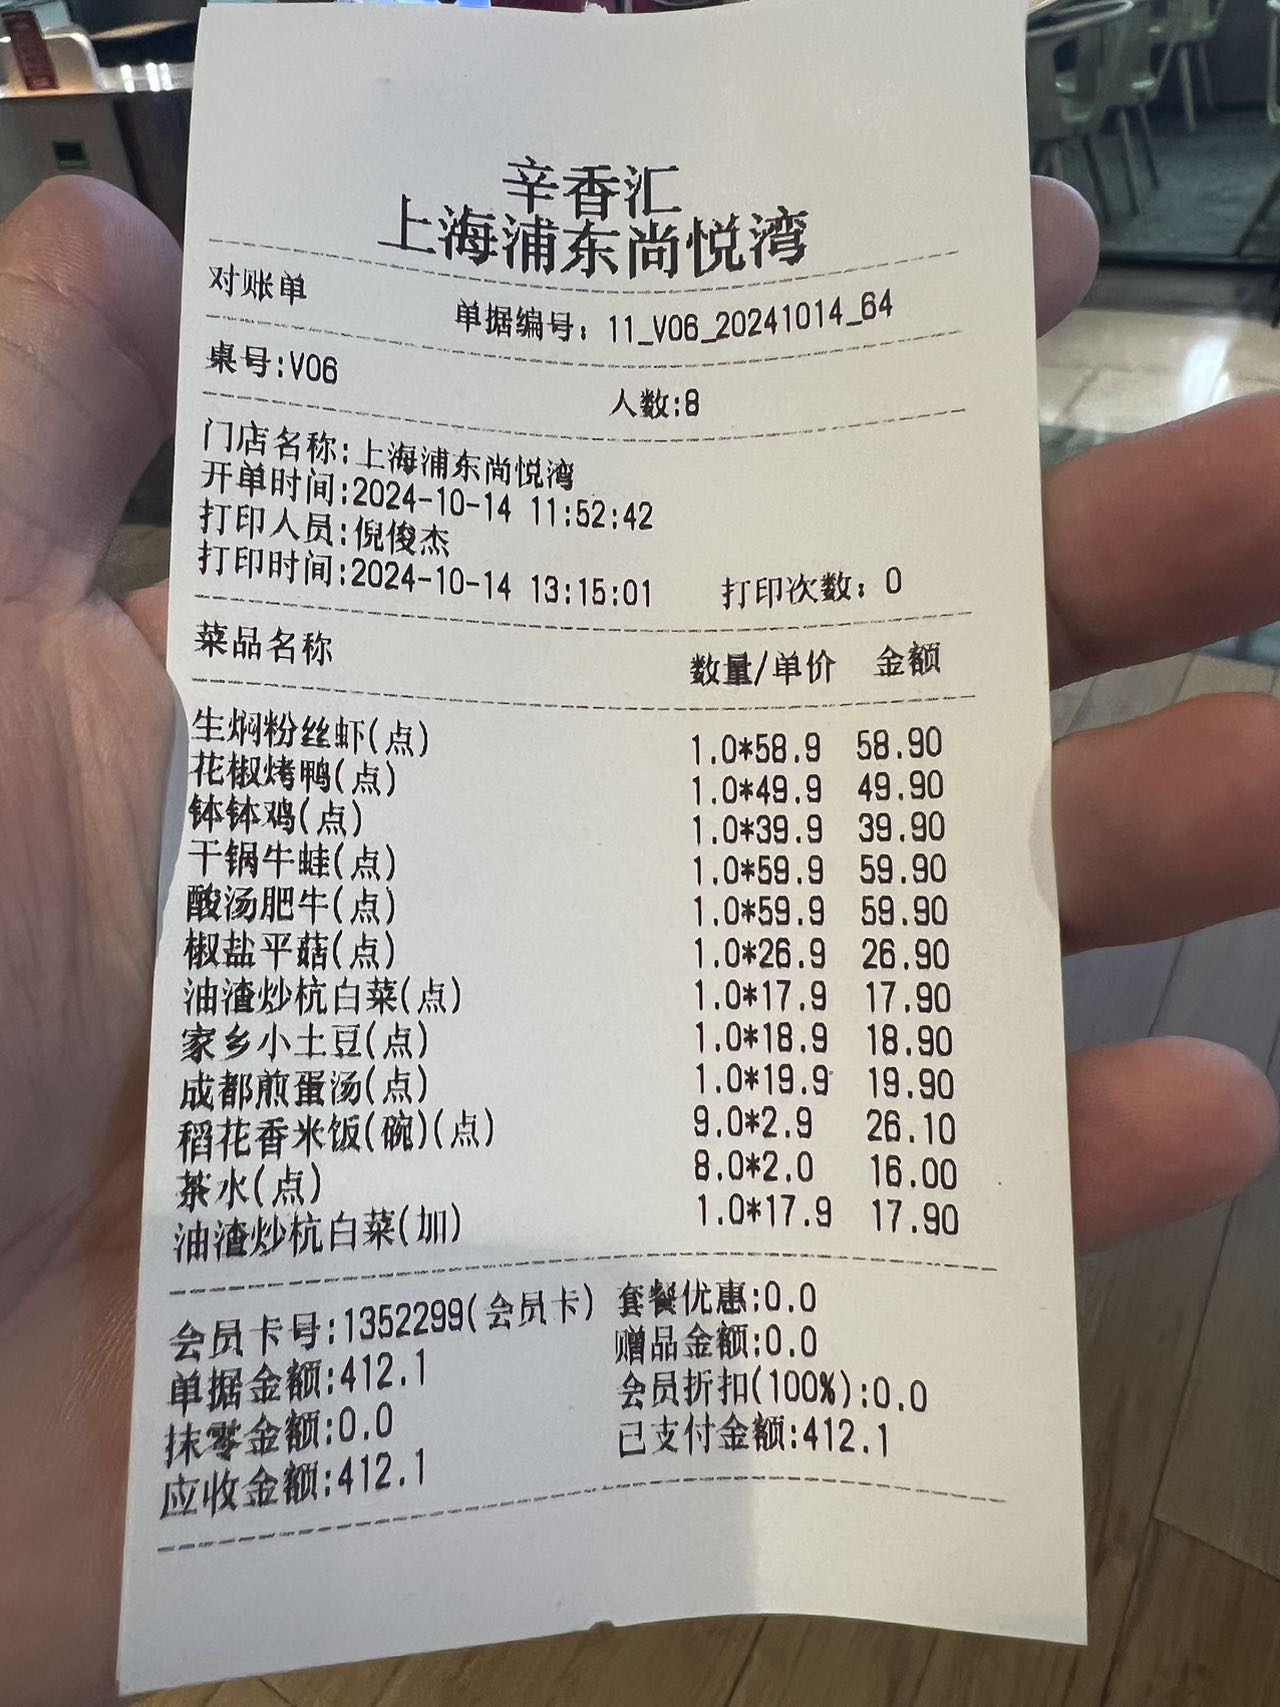 辛香汇
上海浦东尚悦湾
对账单 单据编号：11_V06_20241014_64
桌号:V06 人数:8
门店名称:上海浦东尚悦湾
开单时间:2024-10-14 11:52:42
打印人员:倪俊杰
打印时间:2024-10-14 13:15:01 打印次数：0
菜品名称 数量/单价 金额
生焖粉丝虾(点) 1.0*58.9 58.90
花椒烤鸭(点) 1.0*49.9 49.90
钵钵鸡(点) 1.0*39.9 39.90
干锅牛蛙(点) 1.0*59.9 59.90
酸汤肥牛(点) 1.0*59.9 59.90
椒盐平菇(点) 1.0*26.9 26.90
油渣炒杭白菜(点) 1.0*17.9 17.90
家乡小土豆(点) 1.0*18.9 18.90
成都煎蛋汤(点) 1.0*19.9 19.90
稻花香米饭(碗)(点) 9.0*2.9 26.10
茶水(点) 8.0*2.0 16.00
油渣炒杭白菜(加) 1.0*17.9 17.90
会员卡号:1352299(会员卡) 套餐优惠:0.0
单据金额:412.1 赠品金额:0.0
抹零金额:0.0 会员折扣(100%):0.0
应收金额:412.1 已支付金额:412.1